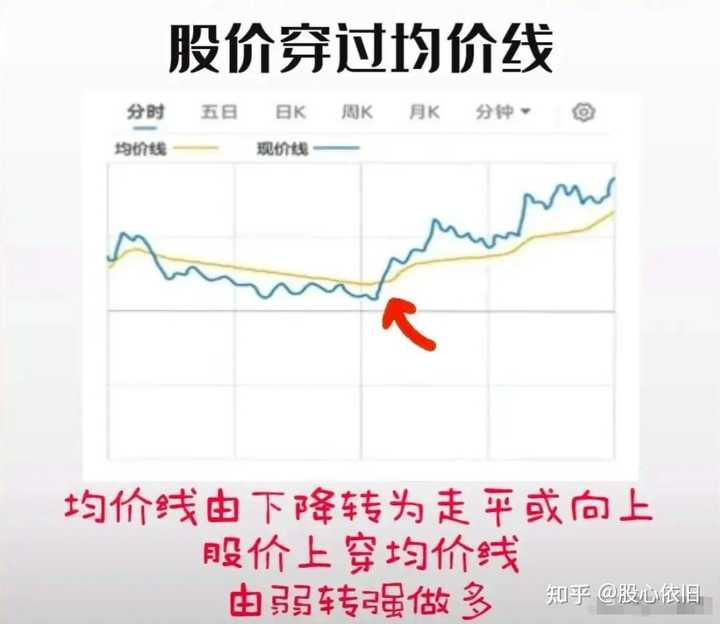 股价穿过均价线
分时 五日 日K 周K 月K 分钟
均价线 现价线
均价线由下降转为走平或向上
股价上穿均价线
由弱转强做多
知乎 @股心依旧